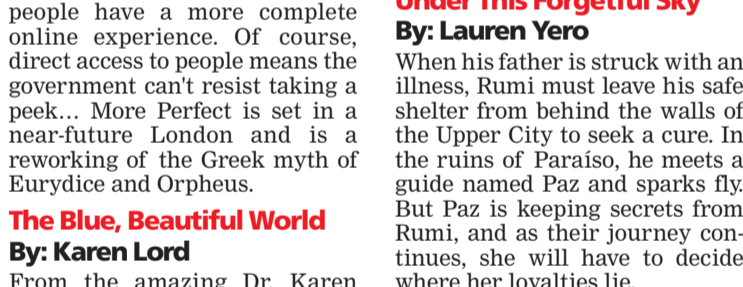 people have a more complete
online experience. Of course,
direct access to people means the
government can't resist taking a
peek... More Perfect is set in a
near-future London and is a
reworking of the Greek myth of
Eurydice and Orpheus.
The Blue, Beautiful World
By: Karen Lord
From the amazing Dr. Karen
Under This Forgetful Sky
By: Lauren Yero
When his father is struck with an
illness, Rumi must leave his safe
shelter from behind the walls of
the Upper City to seek a cure. In
the ruins of Paraíso, he meets a
guide named Paz and sparks fly.
But Paz is keeping secrets from
Rumi, and as their journey con-
tinues, she will have to decide
where her loyalties lie.